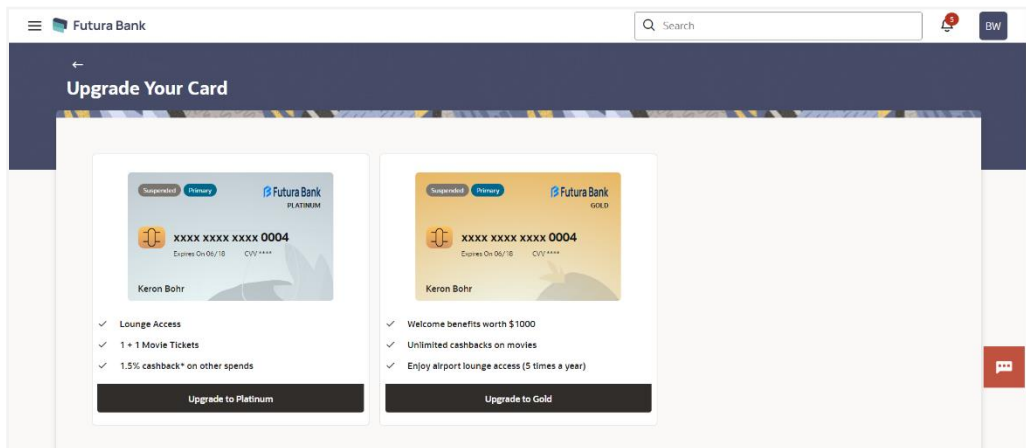 Futura Bank
Search
5
BW
Upgrade Your Card
Suspended Primary
Futura Bank
PLATINUM
xxxx xxxx xxxx 0004
Expires On 06/18 CVV ****
Keron Bohr
Lounge Access
1 + 1 Movie Tickets
1.5% cashback* on other spends
Upgrade to Platinum
Suspended Primary
Futura Bank
GOLD
xxxx xxxx xxxx 0004
Expires On 06/18 CVV ****
Keron Bohr
Welcome benefits worth $1000
Unlimited cashbacks on movies
Enjoy airport lounge access (5 times a year)
Upgrade to Gold